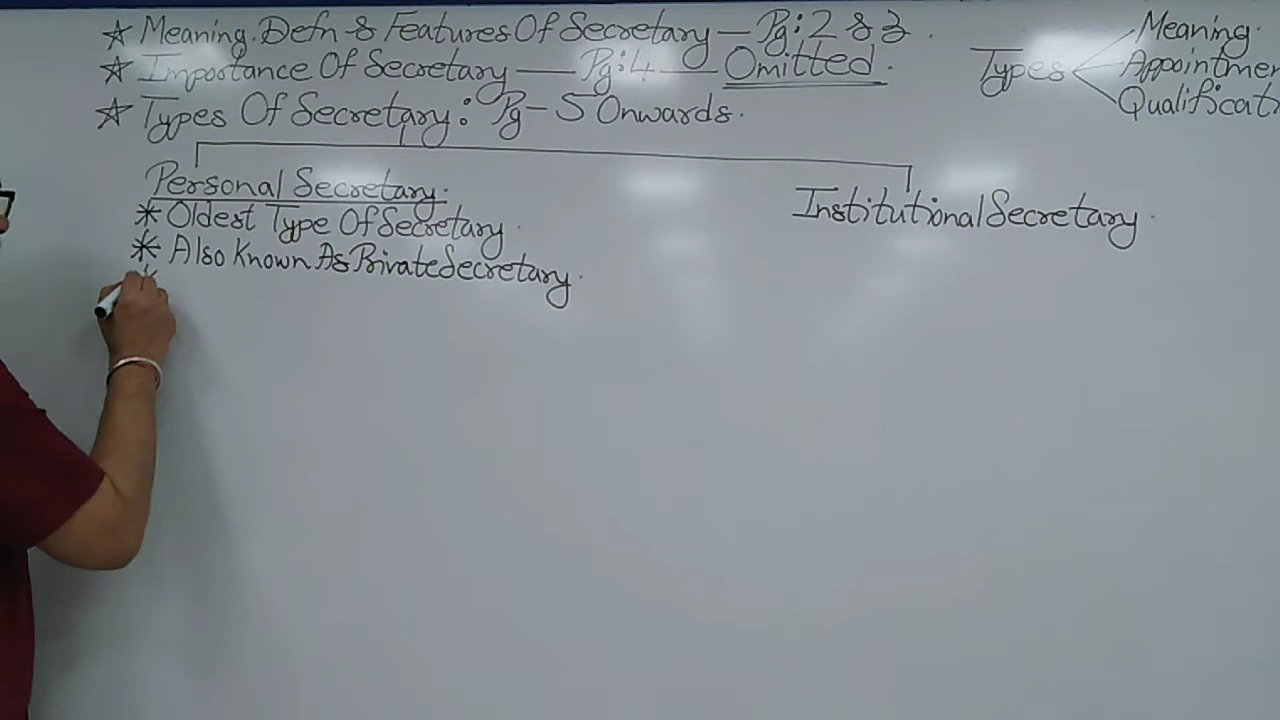 ☆ Meaning. Defn & Features Of Secretary — Pg: 2 & 3.
☆ Importance Of Secretary — Pg: 4 — Omitted.
☆ Types Of Secretary: Pg - 5 Onwards.
Types
Meaning.
Appointmen
Qualificati
Personal Secretary.
* Oldest Type Of Secretary.
* Also Known As Private Secretary.
*
Institutional Secretary.